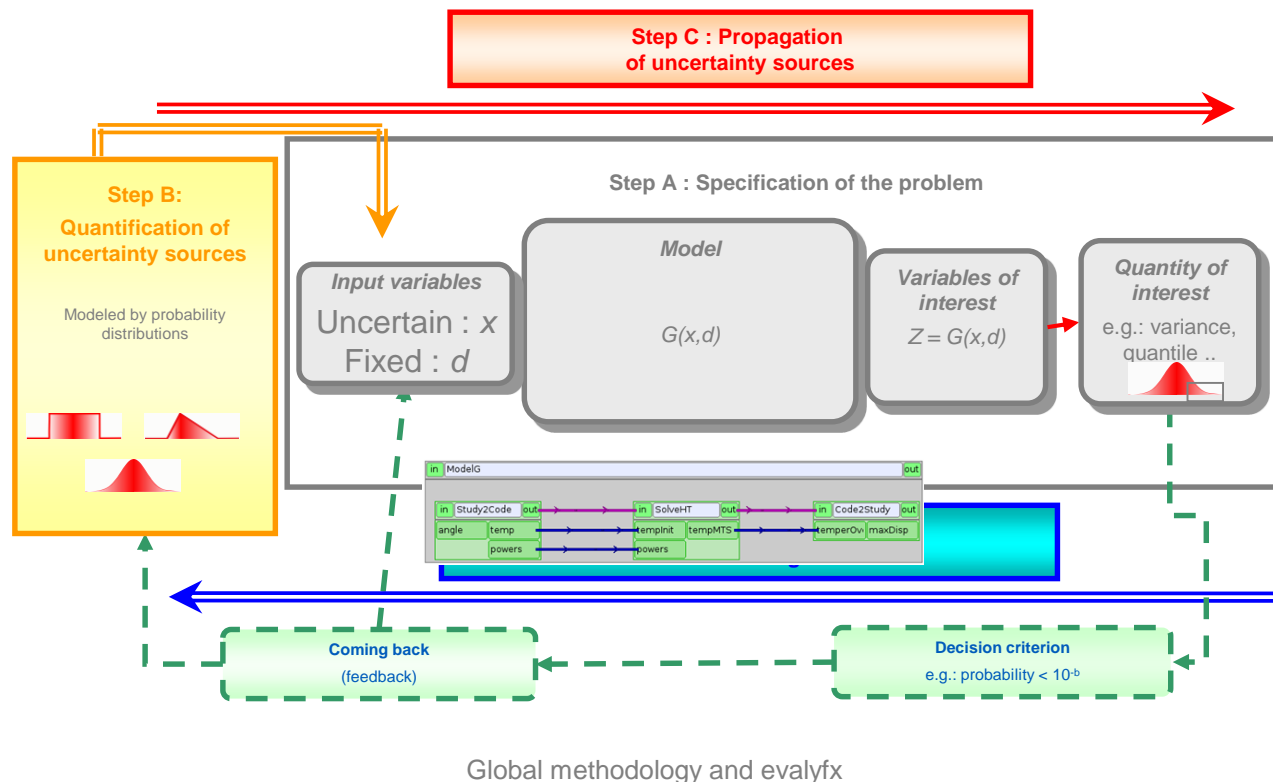 Step C : Propagation
of uncertainty sources
Step A : Specification of the problem
Step B:
Quantification of
uncertainty sources
Modeled by probability
distributions
Input variables
Uncertain : x
Fixed : d
Model
G(x,d)
Variables of
interest
Z = G(x,d)
Quantity of
interest
e.g.: variance,
quantile ..
in ModelG out
in Study2Code out in SolveHT out in Code2Study out
angle temp tempInit tempMTS temperOv maxDisp
powers powers
Coming back
(feedback)
Decision criterion
e.g.: probability < 10-b
Global methodology and evalyfx